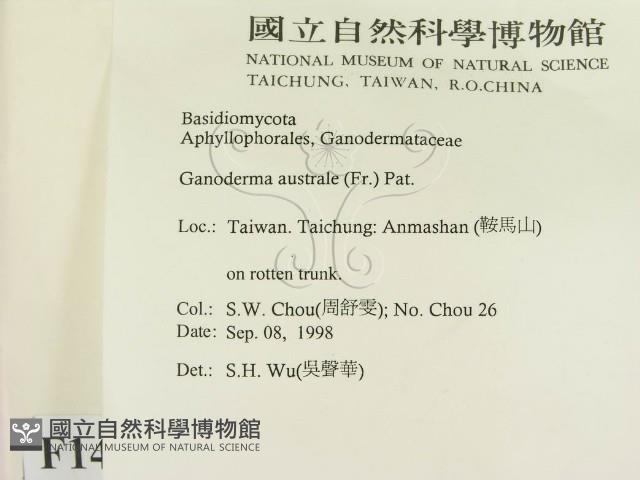 國立自然科學博物館
NATIONAL MUSEUM OF NATURAL SCIENCE
TAICHUNG, TAIWAN, R.O.CHINA
Basidiomycota
Aphyllophorales, Ganodermataceae
Ganoderma australe (Fr.) Pat.
Loc.: Taiwan. Taichung: Anmashan (鞍馬山)
on rotten trunk.
Col.: S.W. Chou(周舒雯); No. Chou 26
Date: Sep. 08, 1998
Det.: S.H. Wu(吳聲華)
國立自然科學博物館
NATIONAL MUSEUM OF NATURAL SCIENCE